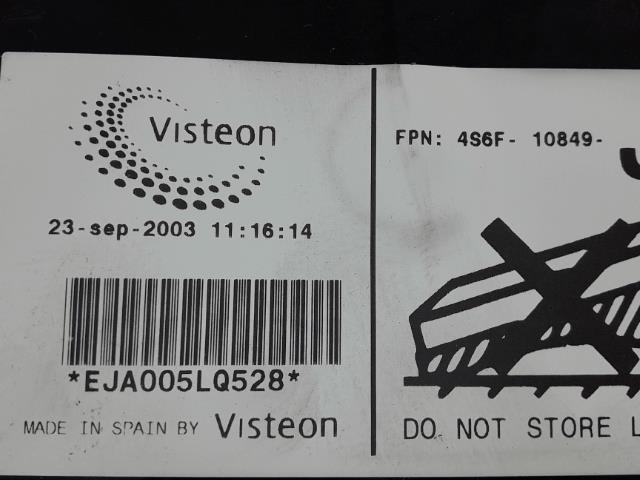 Visteon
23-sep-2003 11:16:14
*EJA005LQ528*
MADE IN SPAIN BY Visteon
FPN: 4S6F- 10849-
DO NOT STORE